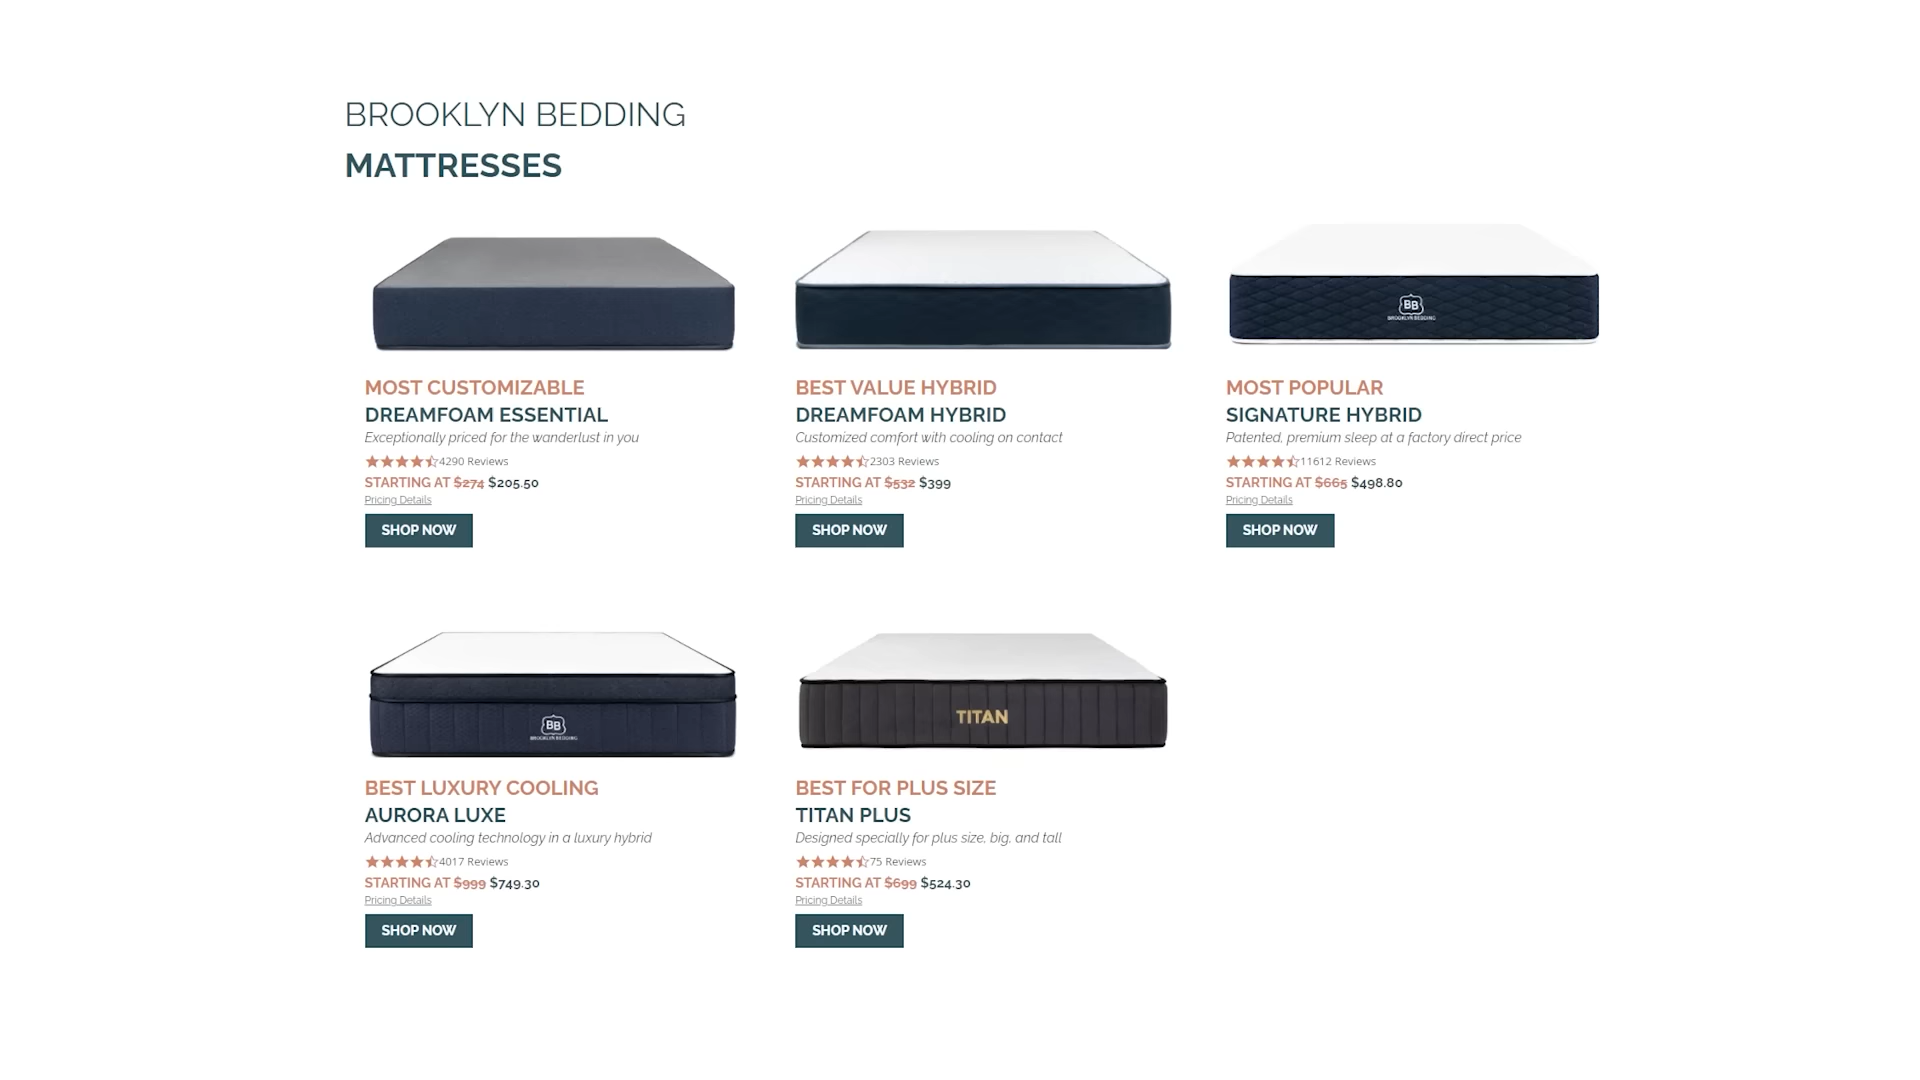 BROOKLYN BEDDING
MATTRESSES
BB
BROOKLYN BEDDING
MOST CUSTOMIZABLE
DREAMFOAM ESSENTIAL
Exceptionally priced for the wanderlust in you
4290 Reviews
STARTING AT $274 $205.50
Pricing Details
SHOP NOW
BEST VALUE HYBRID
DREAMFOAM HYBRID
Customized comfort with cooling on contact
2303 Reviews
STARTING AT $532 $399
Pricing Details
SHOP NOW
MOST POPULAR
SIGNATURE HYBRID
Patented, premium sleep at a factory direct price
11612 Reviews
STARTING AT $665 $498.80
Pricing Details
SHOP NOW
BB
BROOKLYN BEDDING
BEST LUXURY COOLING
AURORA LUXE
Advanced cooling technology in a luxury hybrid
4017 Reviews
STARTING AT $999 $749.30
Pricing Details
SHOP NOW
TITAN
BEST FOR PLUS SIZE
TITAN PLUS
Designed specially for plus size, big, and tall
75 Reviews
STARTING AT $699 $524.30
Pricing Details
SHOP NOW